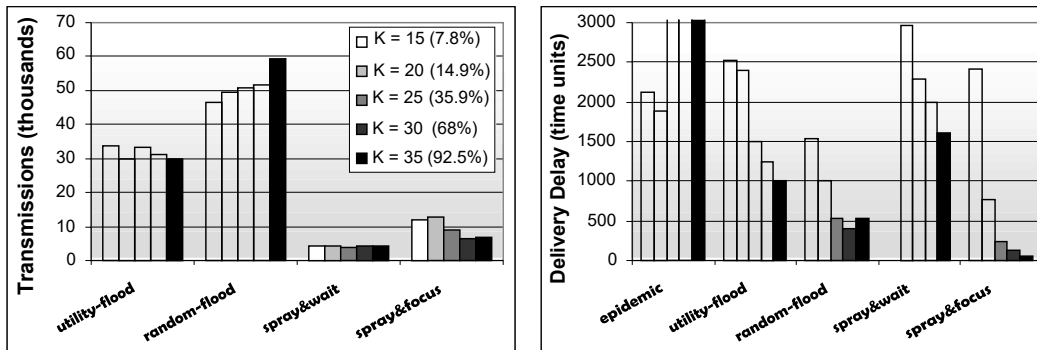 Transmissions (thousands)
70
60
50
40
30
20
10
0
K = 15 (7.8%)
K = 20 (14.9%)
K = 25 (35.9%)
K = 30 (68%)
K = 35 (92.5%)
utility-flood
random-flood
spray&wait
spray&focus
Delivery Delay (time units)
3000
2500
2000
1500
1000
500
0
epidemic
utility-flood
random-flood
spray&wait
spray&focus